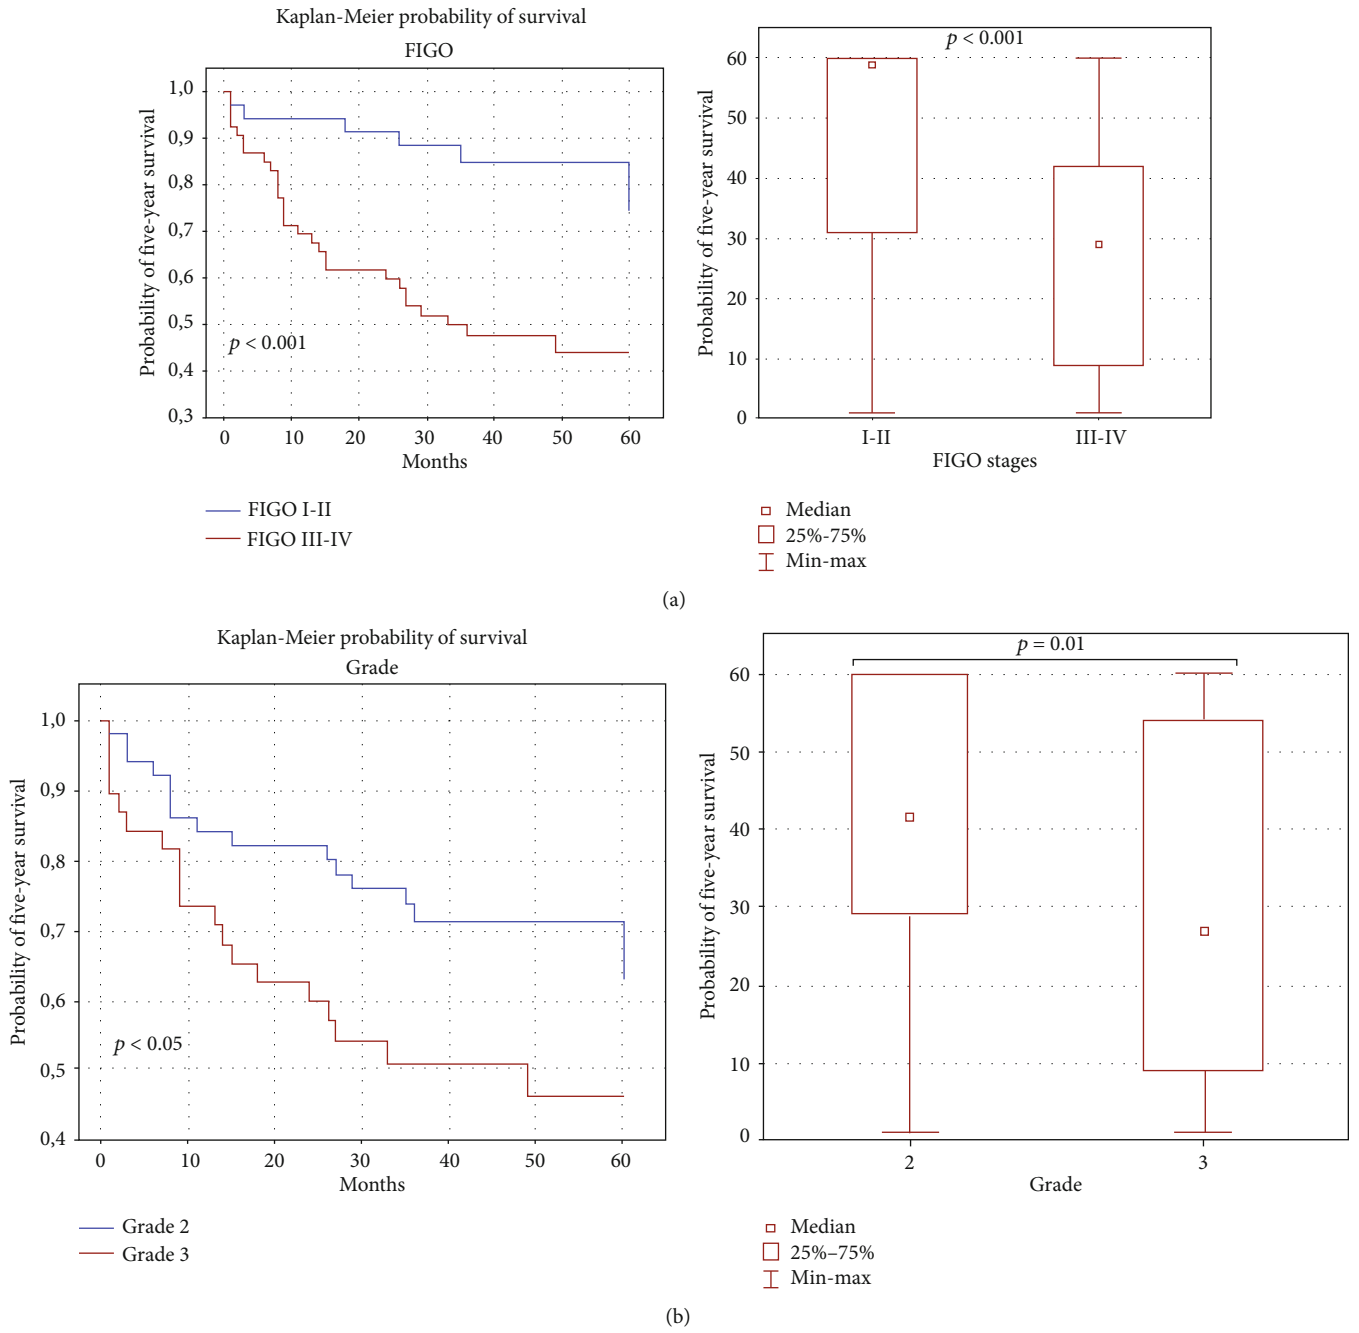 Kaplan-Meier probability of survival
FIGO
Probability of five-year survival
1,0
0,9
0,8
0,7
0,6
0,5
0,4
0,3
p < 0.001
0 10 20 30 40 50 60
Months
FIGO I-II
FIGO III-IV
p < 0.001
Probability of five-year survival
60
50
40
30
20
10
0
I-II III-IV
FIGO stages
Median
25%-75%
Min-max
(a)
Kaplan-Meier probability of survival
Grade
Probability of five-year survival
1,0
0,9
0,8
0,7
0,6
0,5
0,4
p < 0.05
0 10 20 30 40 50 60
Months
Grade 2
Grade 3
p = 0.01
Probability of five-year survival
60
50
40
30
20
10
0
2 3
Grade
Median
25%–75%
Min-max
(b)